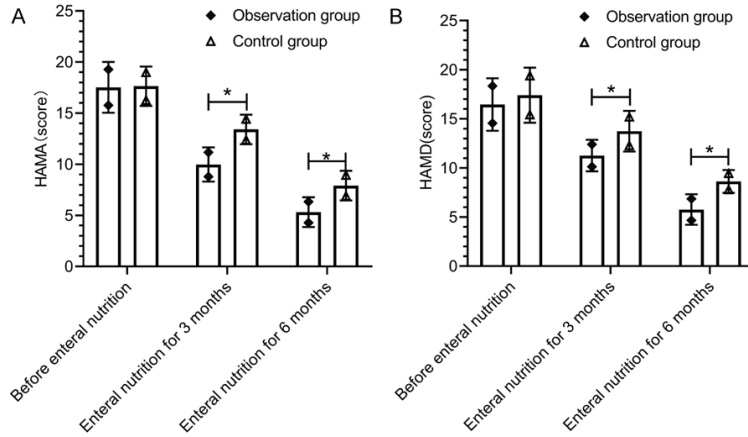 A
Observation group
Control group
HAMA(score)
25
20
15
10
5
0
*
*
Before enteral nutrition
Enteral nutrition for 3 months
Enteral nutrition for 6 months
B
Observation group
Control group
HAMD(score)
25
20
15
10
5
0
*
*
Before enteral nutrition
Enteral nutrition for 3 months
Enteral nutrition for 6 months